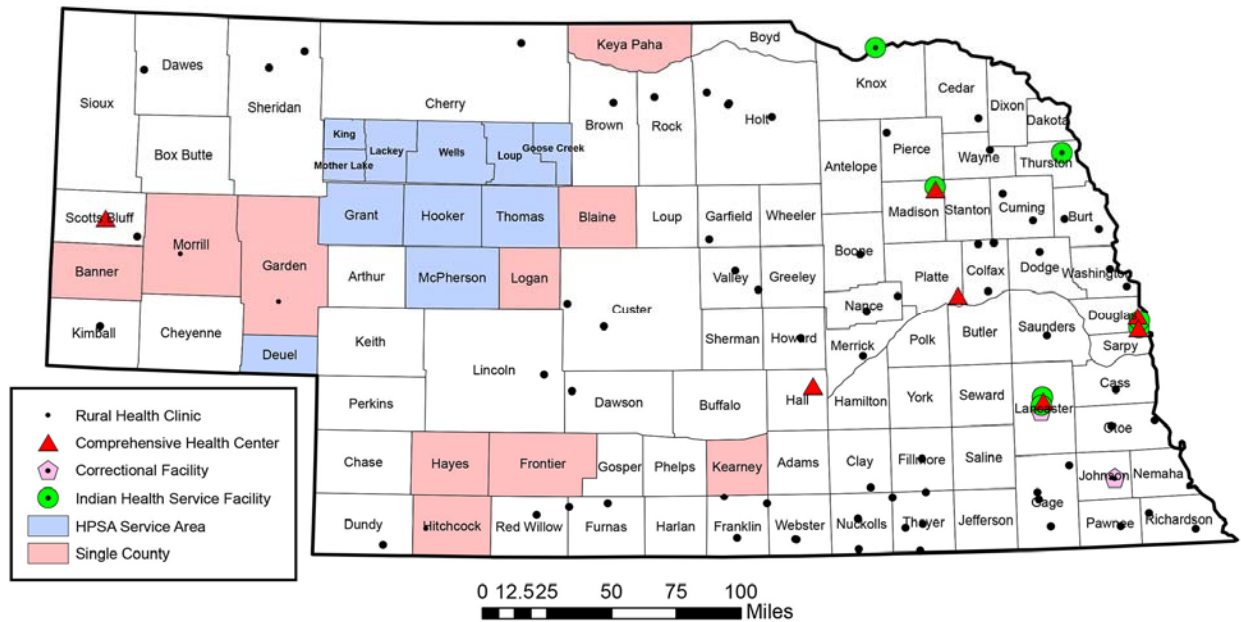 Keya Paha
Boyd
Dawes
Sioux
Sheridan
Cherry
Knox
Cedar
Dixon
Dakota
Brown
Rock
Holt
King
Lackey
Wells
Loup
Goose Creek
Mother Lake
Box Butte
Antelope
Pierce
Wayne
Thurston
Scotts Bluff
Morrill
Grant
Hooker
Thomas
Blaine
Loup
Garfield
Wheeler
Madison
Stanton
Cuming
Burt
Boone
Banner
Garden
Arthur
McPherson
Logan
Custer
Valley
Greeley
Platte
Colfax
Dodge
Washington
Nance
Kimball
Cheyenne
Deuel
Keith
Lincoln
Sherman
Howard
Merrick
Polk
Butler
Saunders
Douglas
Sarpy
Perkins
Dawson
Buffalo
Hall
Hamilton
York
Seward
Lancaster
Cass
Otoe
Chase
Hayes
Frontier
Gosper
Phelps
Kearney
Adams
Clay
Fillmore
Saline
Johnson
Nemaha
Gage
Dundy
Hitchcock
Red Willow
Furnas
Harlan
Franklin
Webster
Nuckolls
Thayer
Jefferson
Pawnee
Richardson
Rural Health Clinic
Comprehensive Health Center
Correctional Facility
Indian Health Service Facility
HPSA Service Area
Single County
0 12.525 50 75 100
Miles